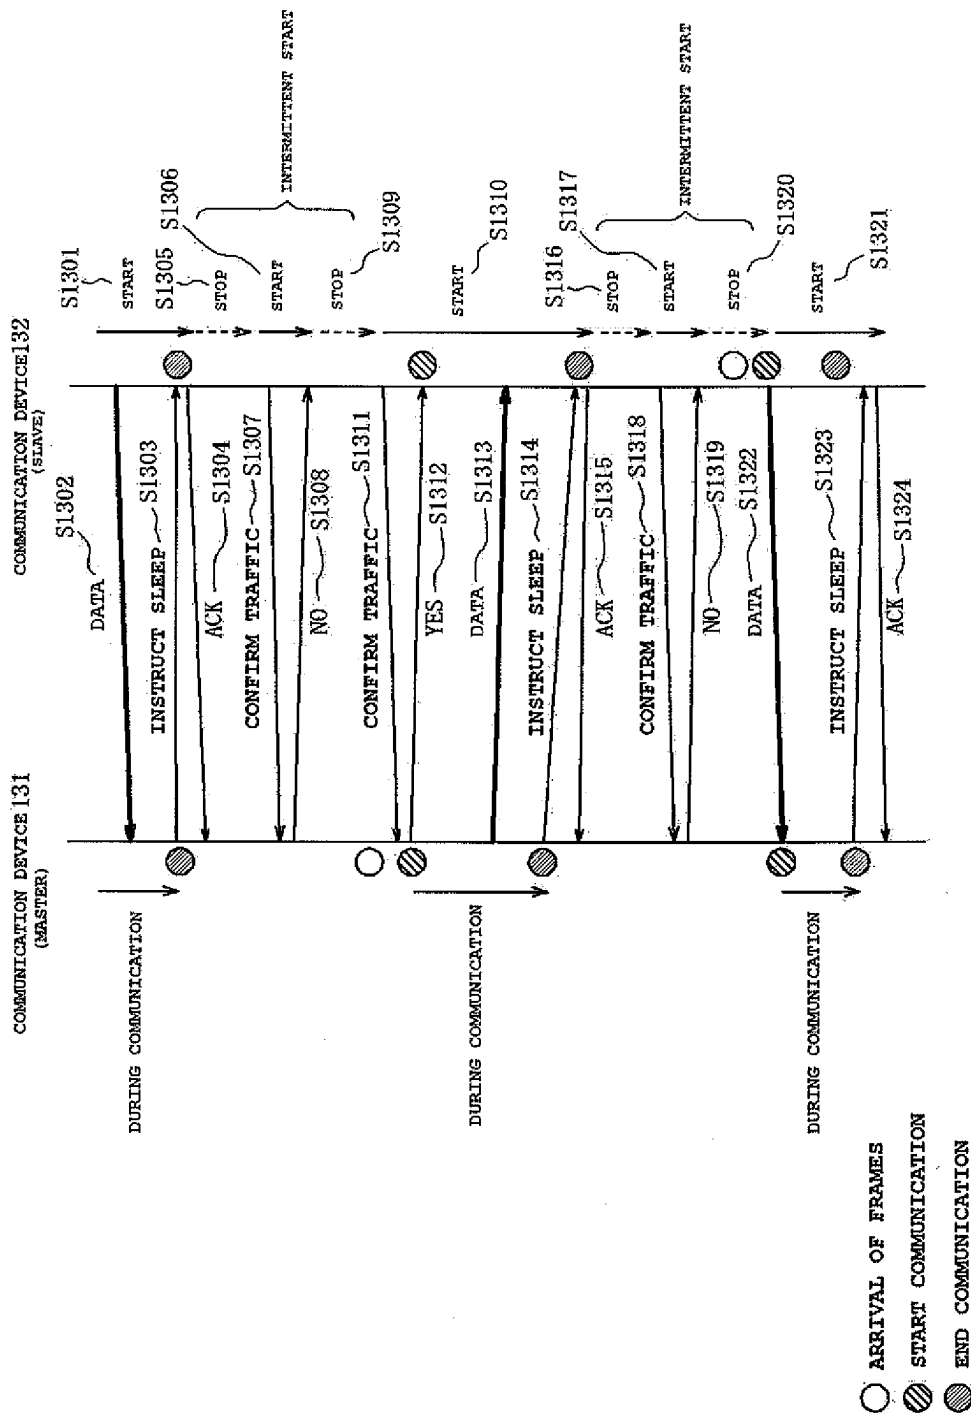 COMMUNICATION DEVICE 131
(MASTER)
COMMUNICATION DEVICE 132
(SLAVE)
S1301
START
S1302
DATA
DURING COMMUNICATION
INSTRUCT SLEEP S1303
S1305
STOP
ACK S1304
S1306
START
INTERMITTENT START
CONFIRM TRAFFIC S1307
NO S1308
STOP
S1309
CONFIRM TRAFFIC S1311
YES S1312
START
S1310
DURING COMMUNICATION
DATA S1313
INSTRUCT SLEEP S1314
S1316
STOP
ACK S1315
S1317
START
INTERMITTENT START
CONFIRM TRAFFIC S1318
NO S1319
STOP
S1320
DATA S1322
START
S1321
DURING COMMUNICATION
INSTRUCT SLEEP S1323
ACK S1324
ARRIVAL OF FRAMES
START COMMUNICATION
END COMMUNICATION